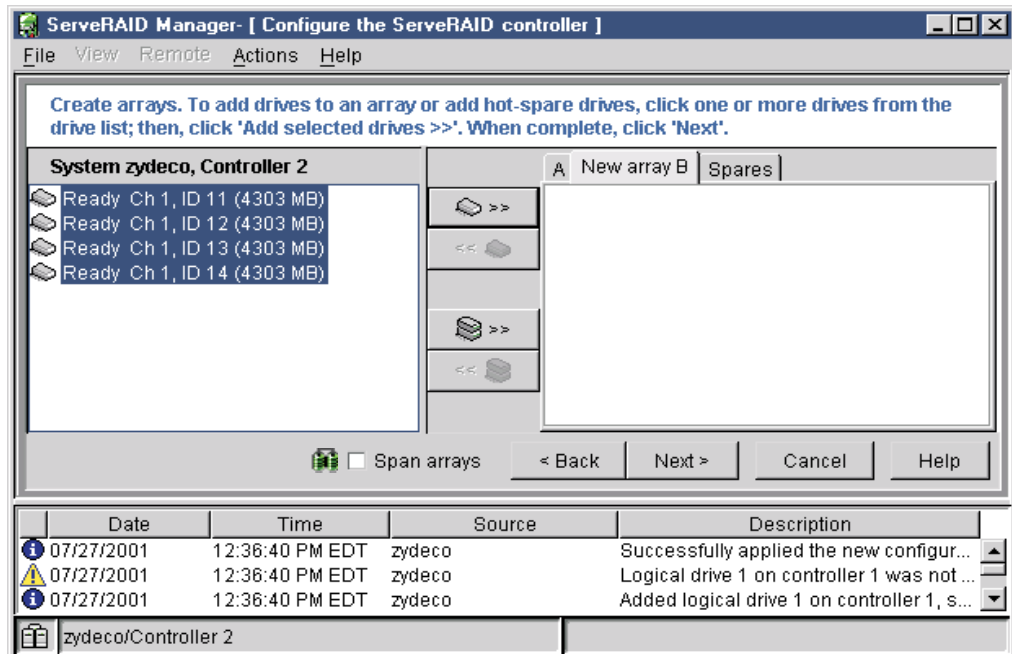 ServeRAID Manager- [ Configure the ServeRAID controller ]
File View Remote Actions Help
Create arrays. To add drives to an array or add hot-spare drives, click one or more drives from the
drive list; then, click 'Add selected drives >>'. When complete, click 'Next'.
System zydeco, Controller 2
A New array B Spares
Ready Ch 1, ID 11 (4303 MB)
Ready Ch 1, ID 12 (4303 MB)
Ready Ch 1, ID 13 (4303 MB)
Ready Ch 1, ID 14 (4303 MB)
>>
<<
>>
<<
Span arrays < Back Next > Cancel Help
Date Time Source Description
07/27/2001 12:36:40 PM EDT zydeco Successfully applied the new configur...
07/27/2001 12:36:40 PM EDT zydeco Logical drive 1 on controller 1 was not ...
07/27/2001 12:36:40 PM EDT zydeco Added logical drive 1 on controller 1, s...
zydeco/Controller 2